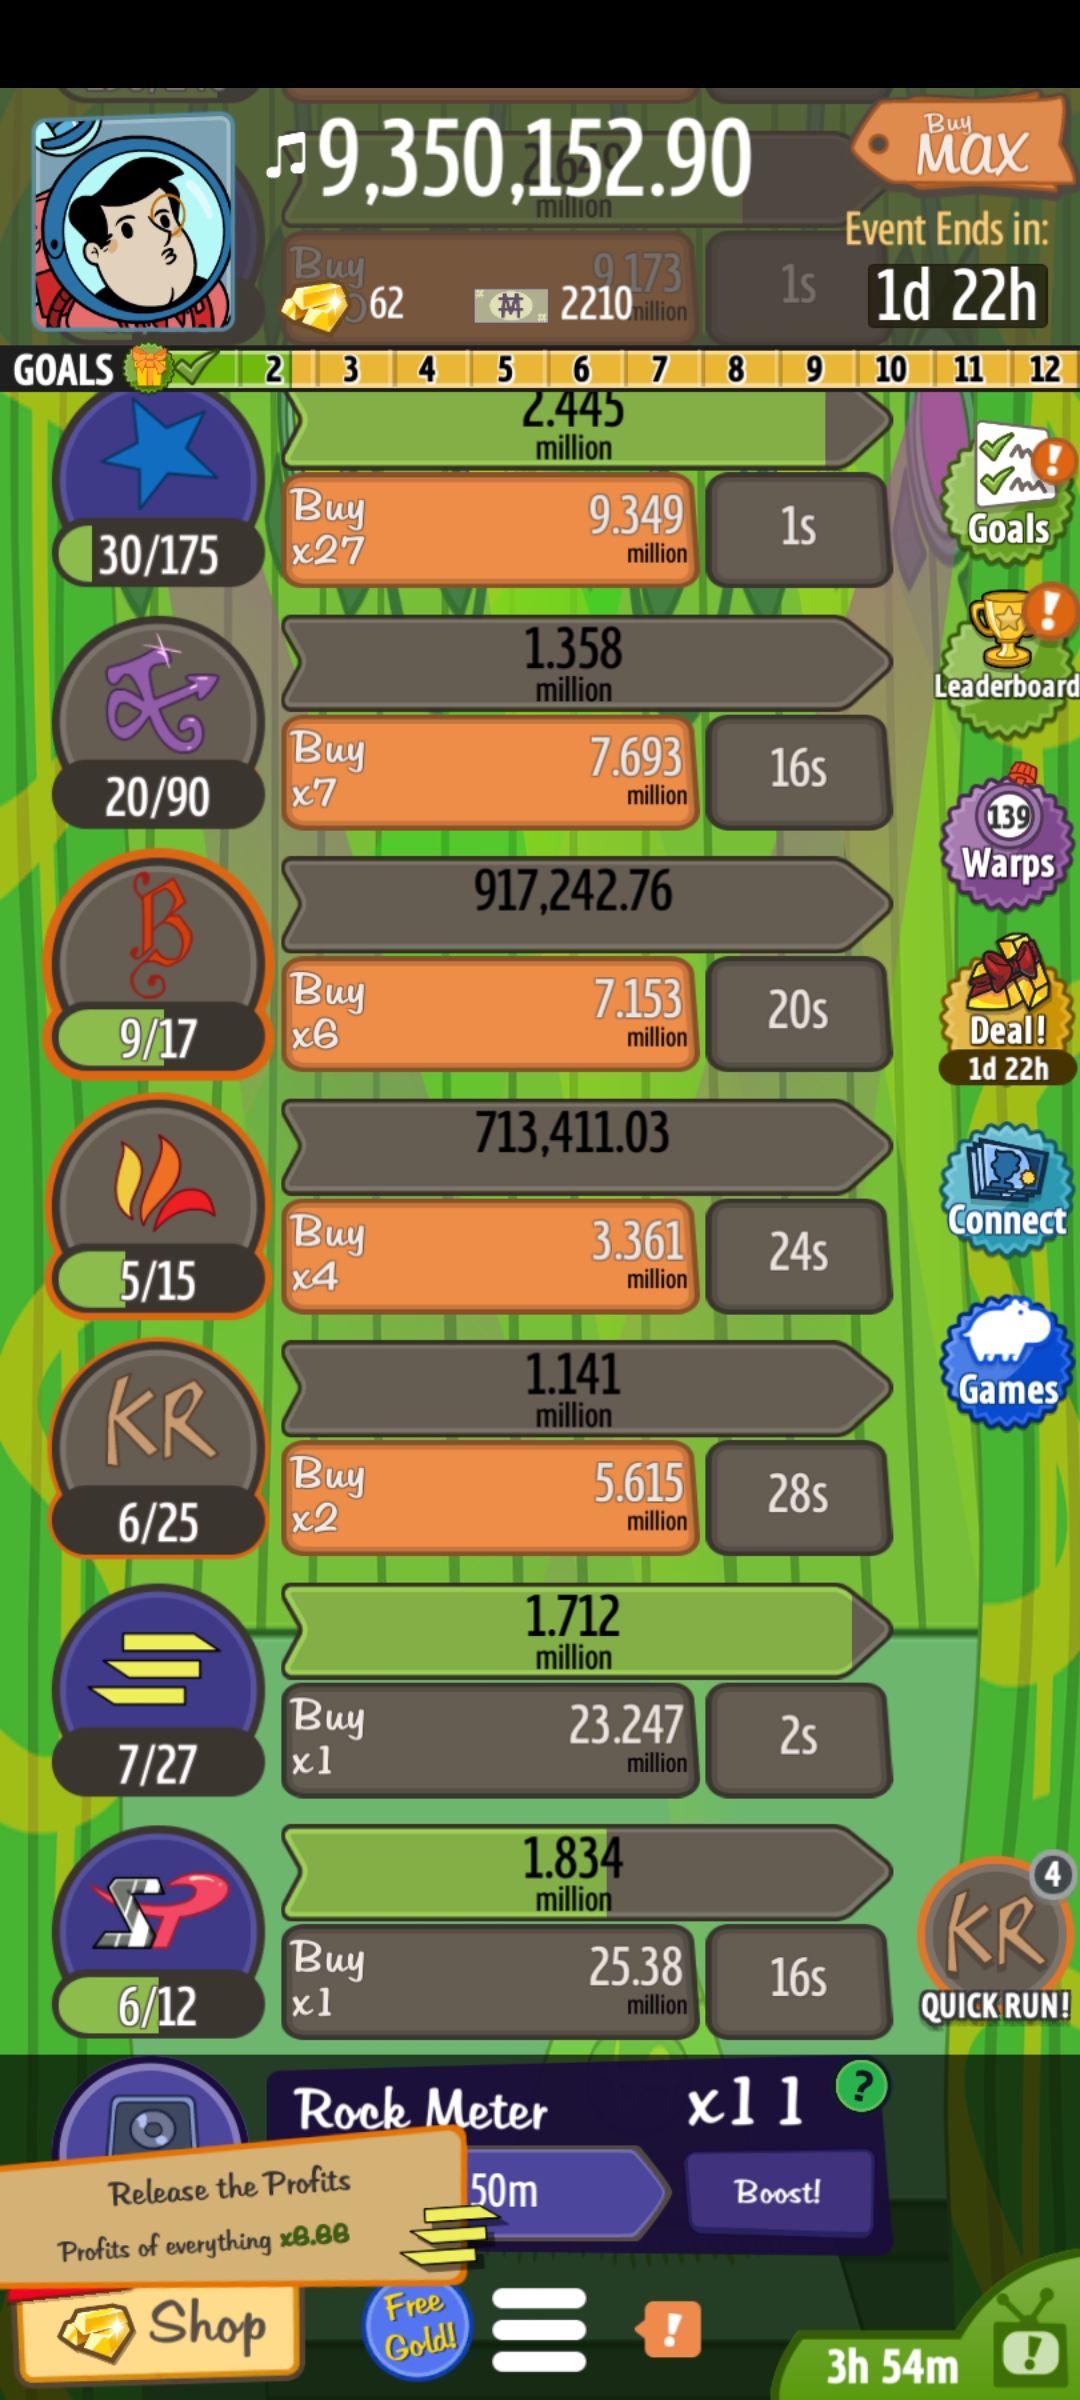 9,350,152.90
Buy
MAX
Event Ends in:
million
Buy
9.173
1s
62
2210
million
1d 22h
GOALS 2 3 4 5 6 7 8 9 10 11 12
2.445
million
Buy
x27
9.349
million
1s
30/175
Goals
1.358
million
Buy
x7
7.693
million
16s
20/90
Leaderboard
139
Warps
917,242.76
B
Buy
x6
7.153
million
20s
9/17
Deal!
1d 22h
713,411.03
Buy
x4
3.361
million
24s
5/15
Connect
1.141
million
KR
Buy
x2
5.615
million
28s
6/25
Games
1.712
million
Buy
x1
23.247
million
2s
7/27
1.834
million
SP
Buy
x1
25.38
million
16s
6/12
4
KR
QUICK RUN!
Rock Meter
x11
?
50m
Boost!
Release the Profits
Profits of everything x6.66
Shop
Free
Gold!
!
3h 54m